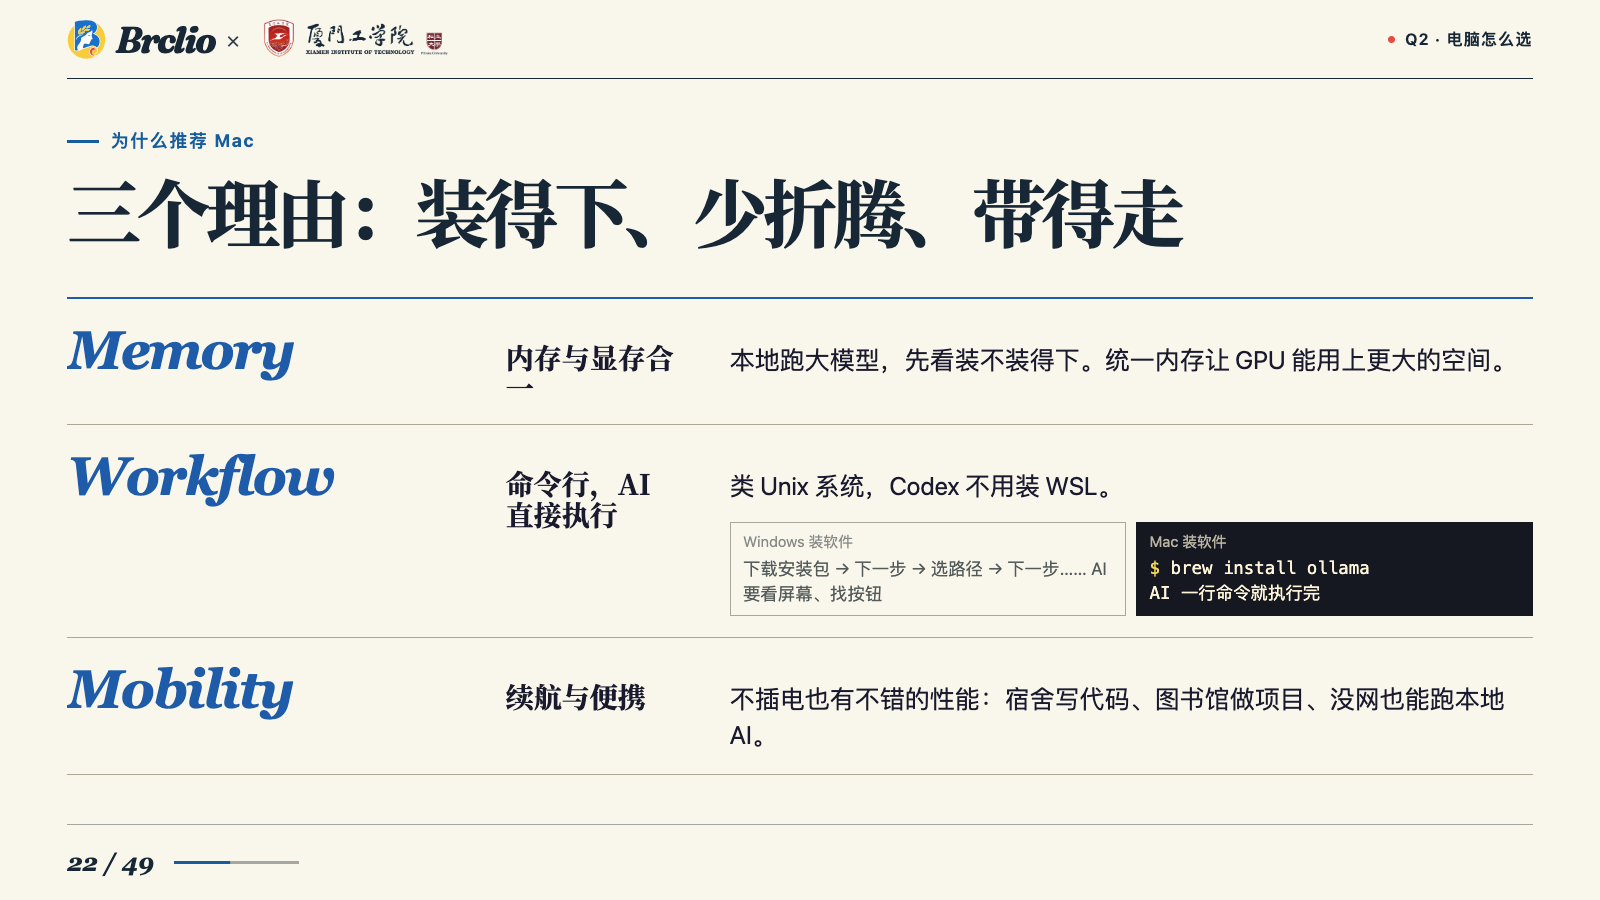 Brclio ×
厦门工学院
XIAMEN INSTITUTE OF TECHNOLOGY
Q2 · 电脑怎么选
为什么推荐 Mac
三个理由：装得下、少折腾、带得走
Memory
内存与显存合
一
本地跑大模型，先看装不装得下。统一内存让 GPU 能用上更大的空间。
Workflow
命令行，AI
直接执行
类 Unix 系统，Codex 不用装 WSL。
Windows 装软件
下载安装包 → 下一步 → 选路径 → 下一步…… AI
要看屏幕、找按钮
Mac 装软件
$ brew install ollama
AI 一行命令就执行完
Mobility
续航与便携
不插电也有不错的性能：宿舍写代码、图书馆做项目、没网也能跑本地
AI。
22 / 49